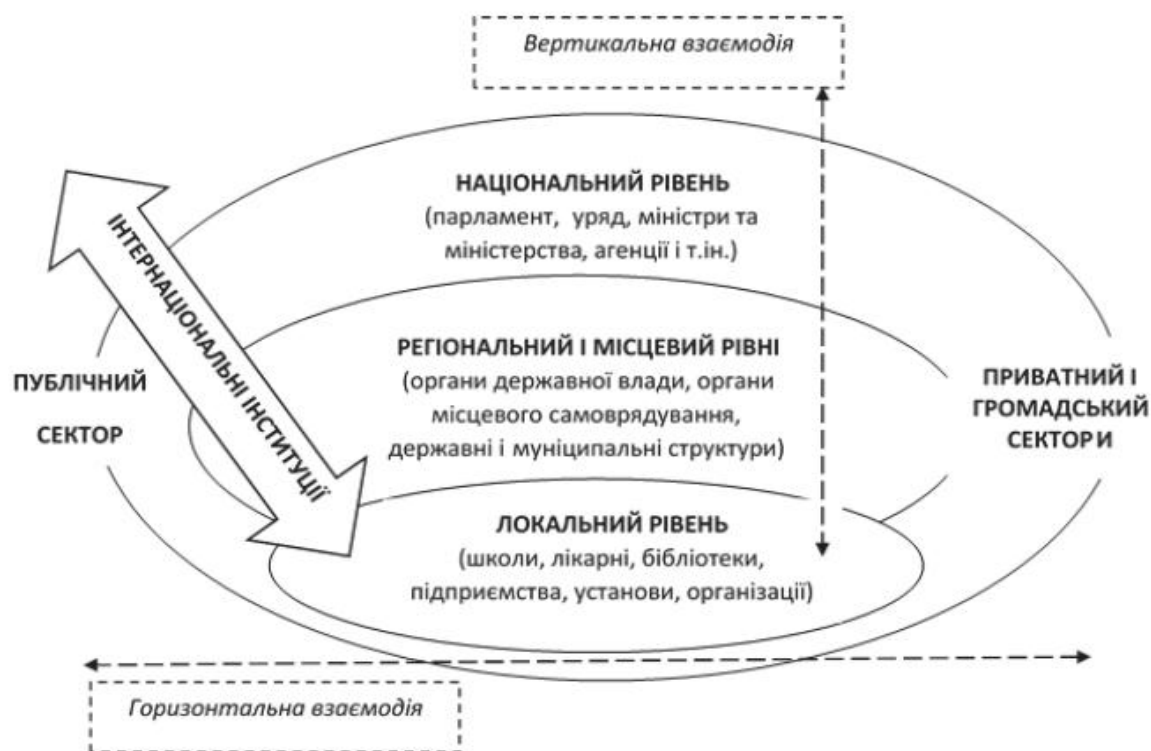 Вертикальна взаємодія
НАЦІОНАЛЬНИЙ РІВЕНЬ
(парламент, уряд, міністри та
міністерства, агенції і т.ін.)
ІНТЕРНАЦІОНАЛЬНІ ІНСТИТУЦІЇ
ПУБЛІЧНИЙ
СЕКТОР
РЕГІОНАЛЬНИЙ І МІСЦЕВИЙ РІВНІ
(органи державної влади, органи
місцевого самоврядування,
державні і муніципальні структури)
ПРИВАТНИЙ І
ГРОМАДСЬКИЙ
СЕКТОРИ
ЛОКАЛЬНИЙ РІВЕНЬ
(школи, лікарні, бібліотеки,
підприємства, установи, організації)
Горизонтальна взаємодія